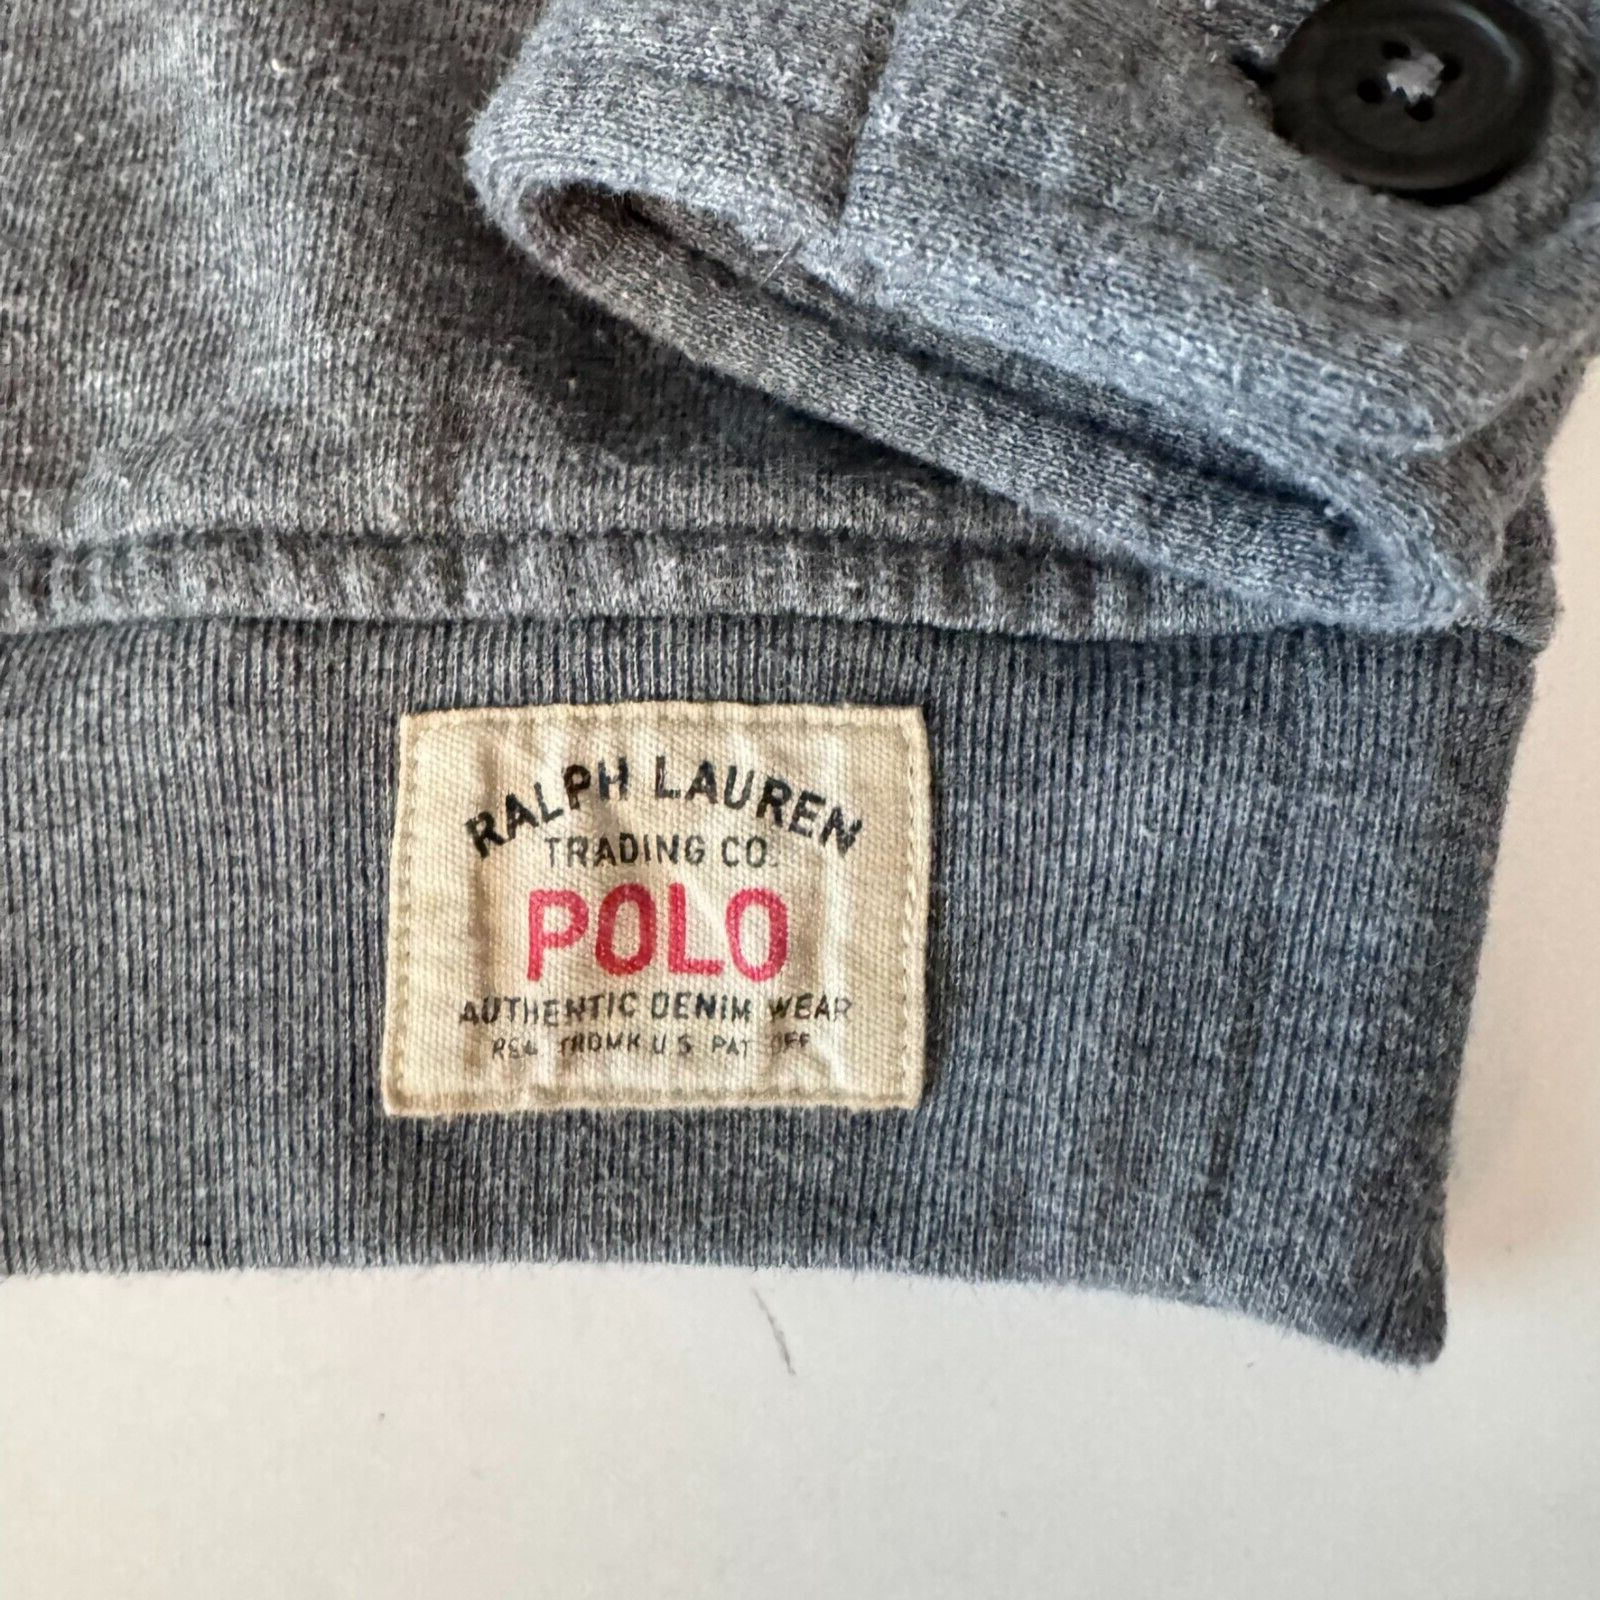 RALPH LAUREN
TRADING CO.
POLO
AUTHENTIC DENIM WEAR
REG TRDMK U S PAT OFF